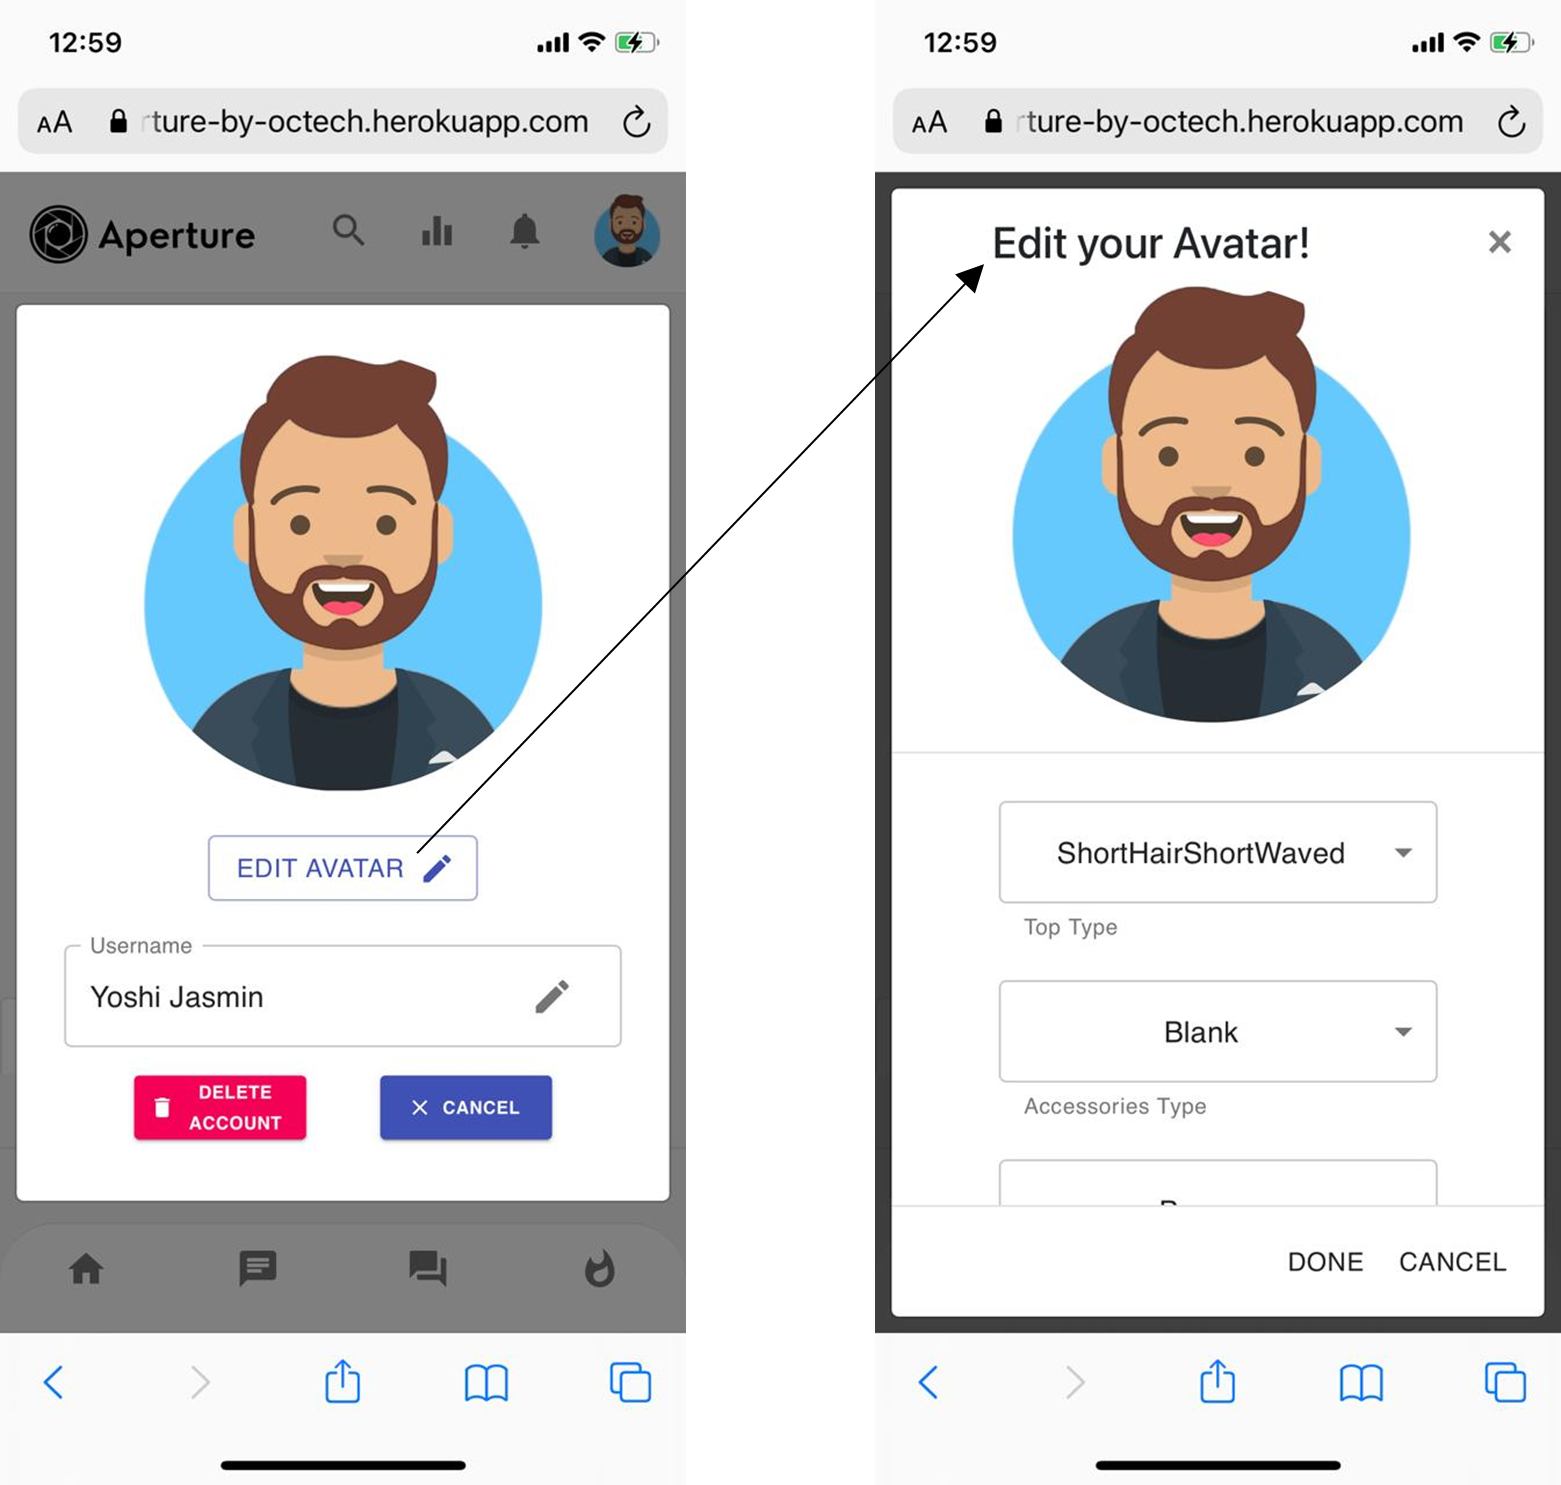 12:59
AA rture-by-octech.herokuapp.com
Aperture
EDIT AVATAR
Username
Yoshi Jasmin
DELETE
ACCOUNT
CANCEL
12:59
AA rture-by-octech.herokuapp.com
Edit your Avatar!
ShortHairShortWaved
Top Type
Blank
Accessories Type
DONE CANCEL